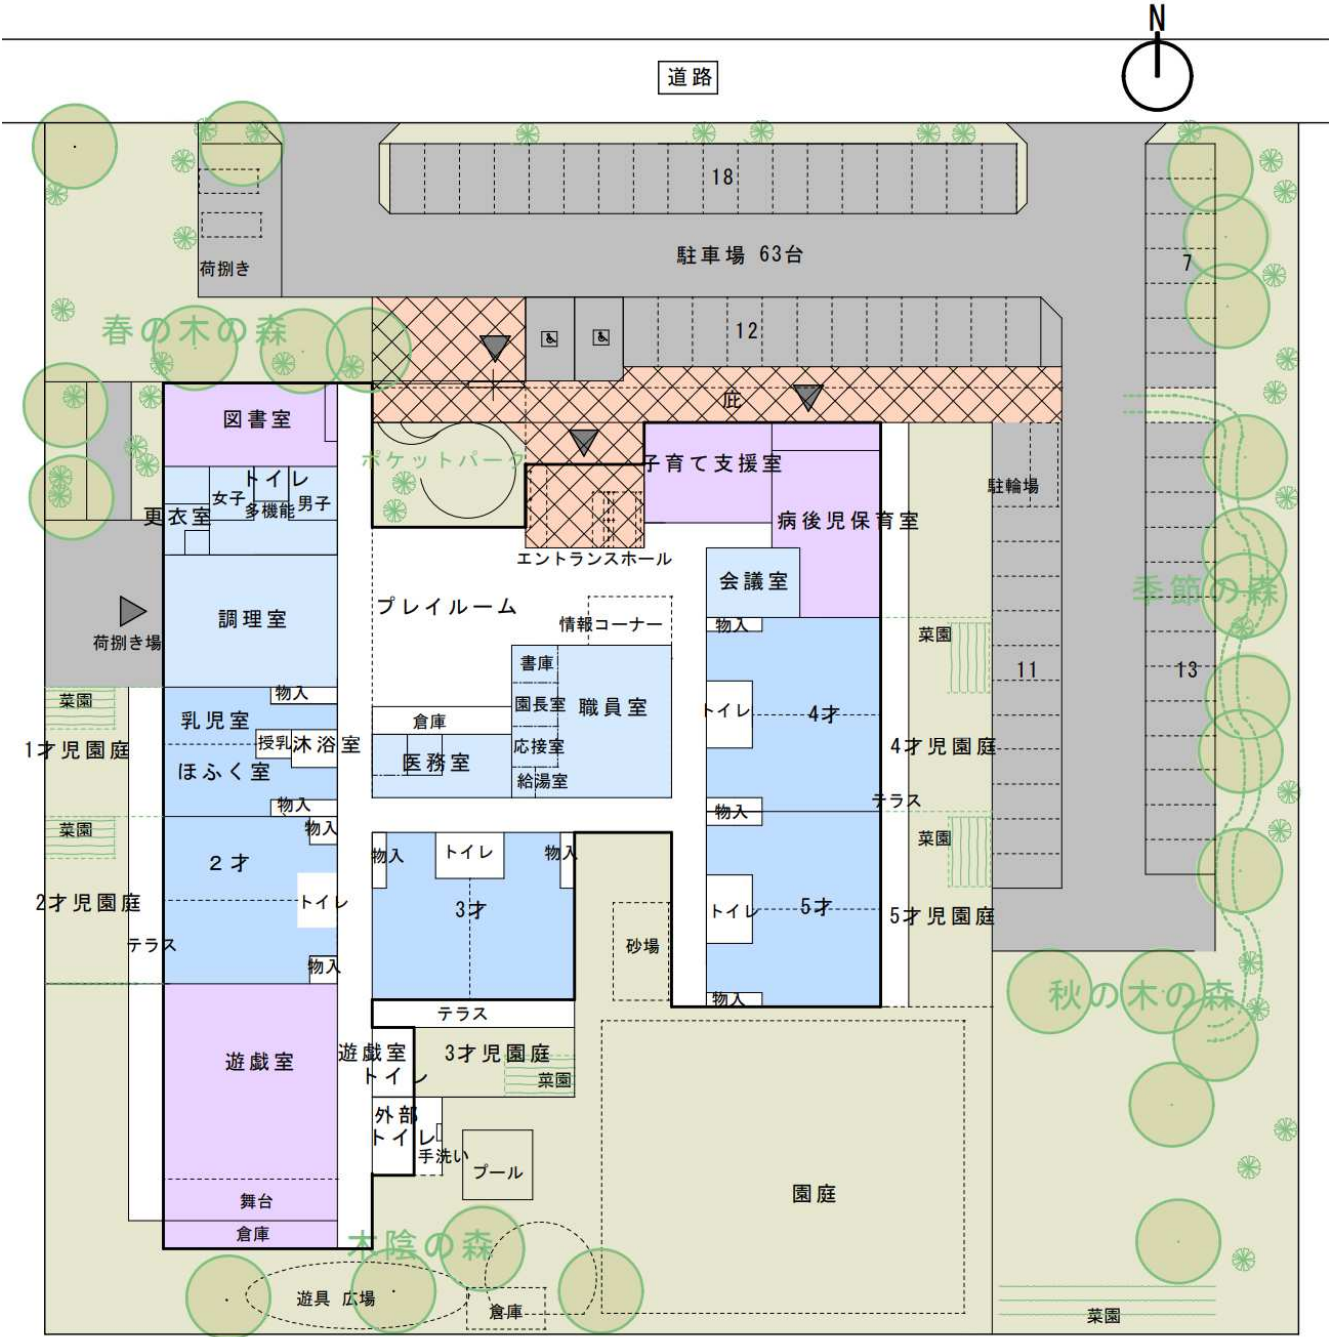 N
道路
18
荷捌き
駐車場 63台
7
春の木の森
12
庇
図書室
ポケットパーク
子育て支援室
トイレ
女子
多機能
男子
更衣室
駐輪場
病後児保育室
エントランスホール
会議室
季節の森
プレイルーム
調理室
情報コーナー
物入
荷捌き場
菜園
書庫
11
13
菜園
物入
園長室
職員室
トイレ
4才
乳児室
倉庫
授乳
沐浴室
応接室
4才児園庭
1才児園庭
ほふく室
医務室
給湯室
物入
テラス
物入
菜園
物入
菜園
2才
物入
トイレ
物入
2才児園庭
トイレ
3才
トイレ
5才
5才児園庭
テラス
砂場
物入
物入
秋の木の森
テラス
遊戯室
遊戯室
トイレ
3才児園庭
菜園
外部
トイレ
手洗い
プール
園庭
舞台
倉庫
木陰の森
遊具 広場
倉庫
菜園